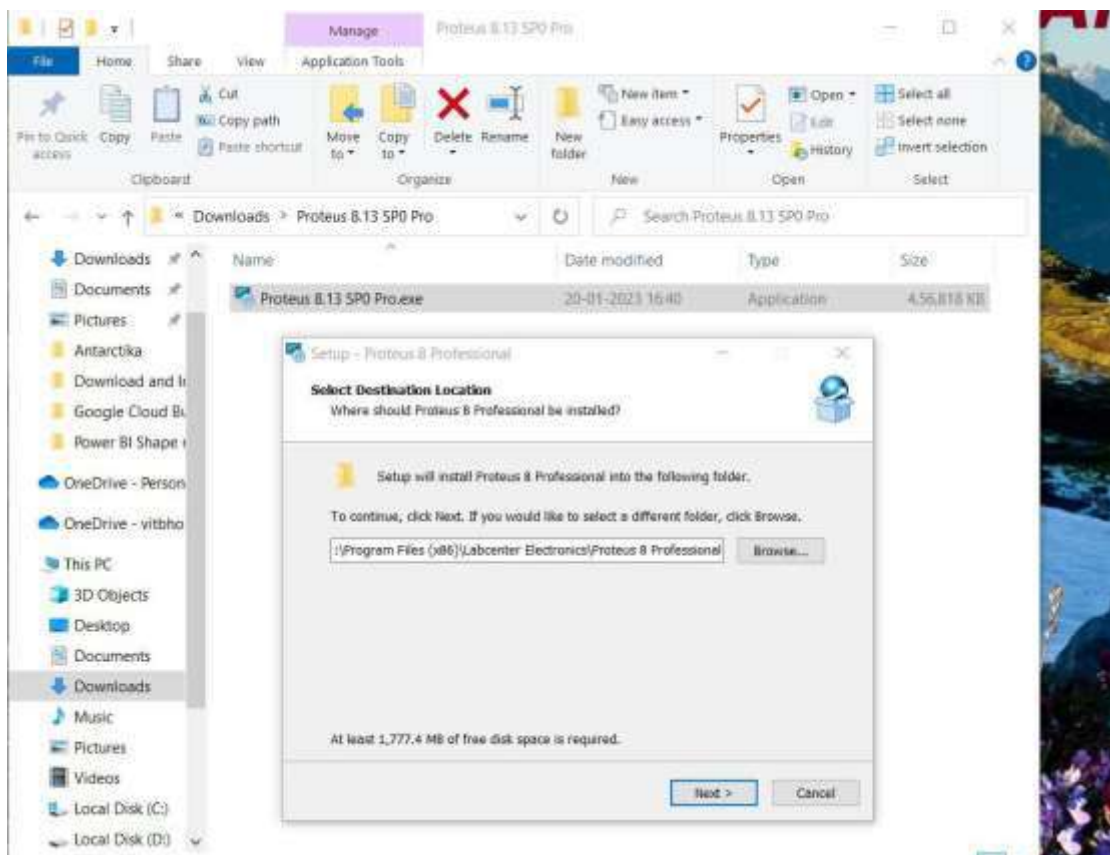 Manage
Proteus 8.13 SP0 Pro
File
Home
Share
View
Application Tools
Pin to Quick access
Copy
Paste
Cut
Copy path
Paste shortcut
Move to
Copy to
Delete
Rename
New folder
New item
Easy access
Properties
Open
Edit
History
Select all
Select none
Invert selection
Clipboard
Organize
New
Open
Select
« Downloads > Proteus 8.13 SP0 Pro
Search Proteus 8.13 SP0 Pro
Name
Date modified
Type
Size
Proteus 8.13 SP0 Pro.exe
20-01-2023 16:40
Application
4,56,818 KB
Downloads
Documents
Pictures
Antarctika
Download and In
Google Cloud Bu
Power BI Shape
OneDrive - Person
OneDrive - vitbho
This PC
3D Objects
Desktop
Documents
Downloads
Music
Pictures
Videos
Local Disk (C:)
Local Disk (D:)
Setup - Proteus 8 Professional
Select Destination Location
Where should Proteus 8 Professional be installed?
Setup will install Proteus 8 Professional into the following folder.
To continue, click Next. If you would like to select a different folder, click Browse.
:\Program Files (x86)\Labcenter Electronics\Proteus 8 Professional
Browse...
At least 1,777.4 MB of free disk space is required.
Next >
Cancel